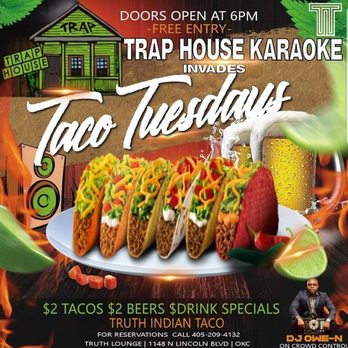 DOORS OPEN AT 6PM
-FREE ENTRY-
TRAP HOUSE KARAOKE
INVADES
TRAP
TRAP
HOUSE
Taco Tuesdays
$2 TACOS $2 BEERS $DRINK SPECIALS
TRUTH INDIAN TACO
FOR RESERVATIONS CALL 405-209-4132
TRUTH LOUNGE | 1148 N LINCOLN BLVD | OKC
DJ OWE-N
ON CROWD CONTROL